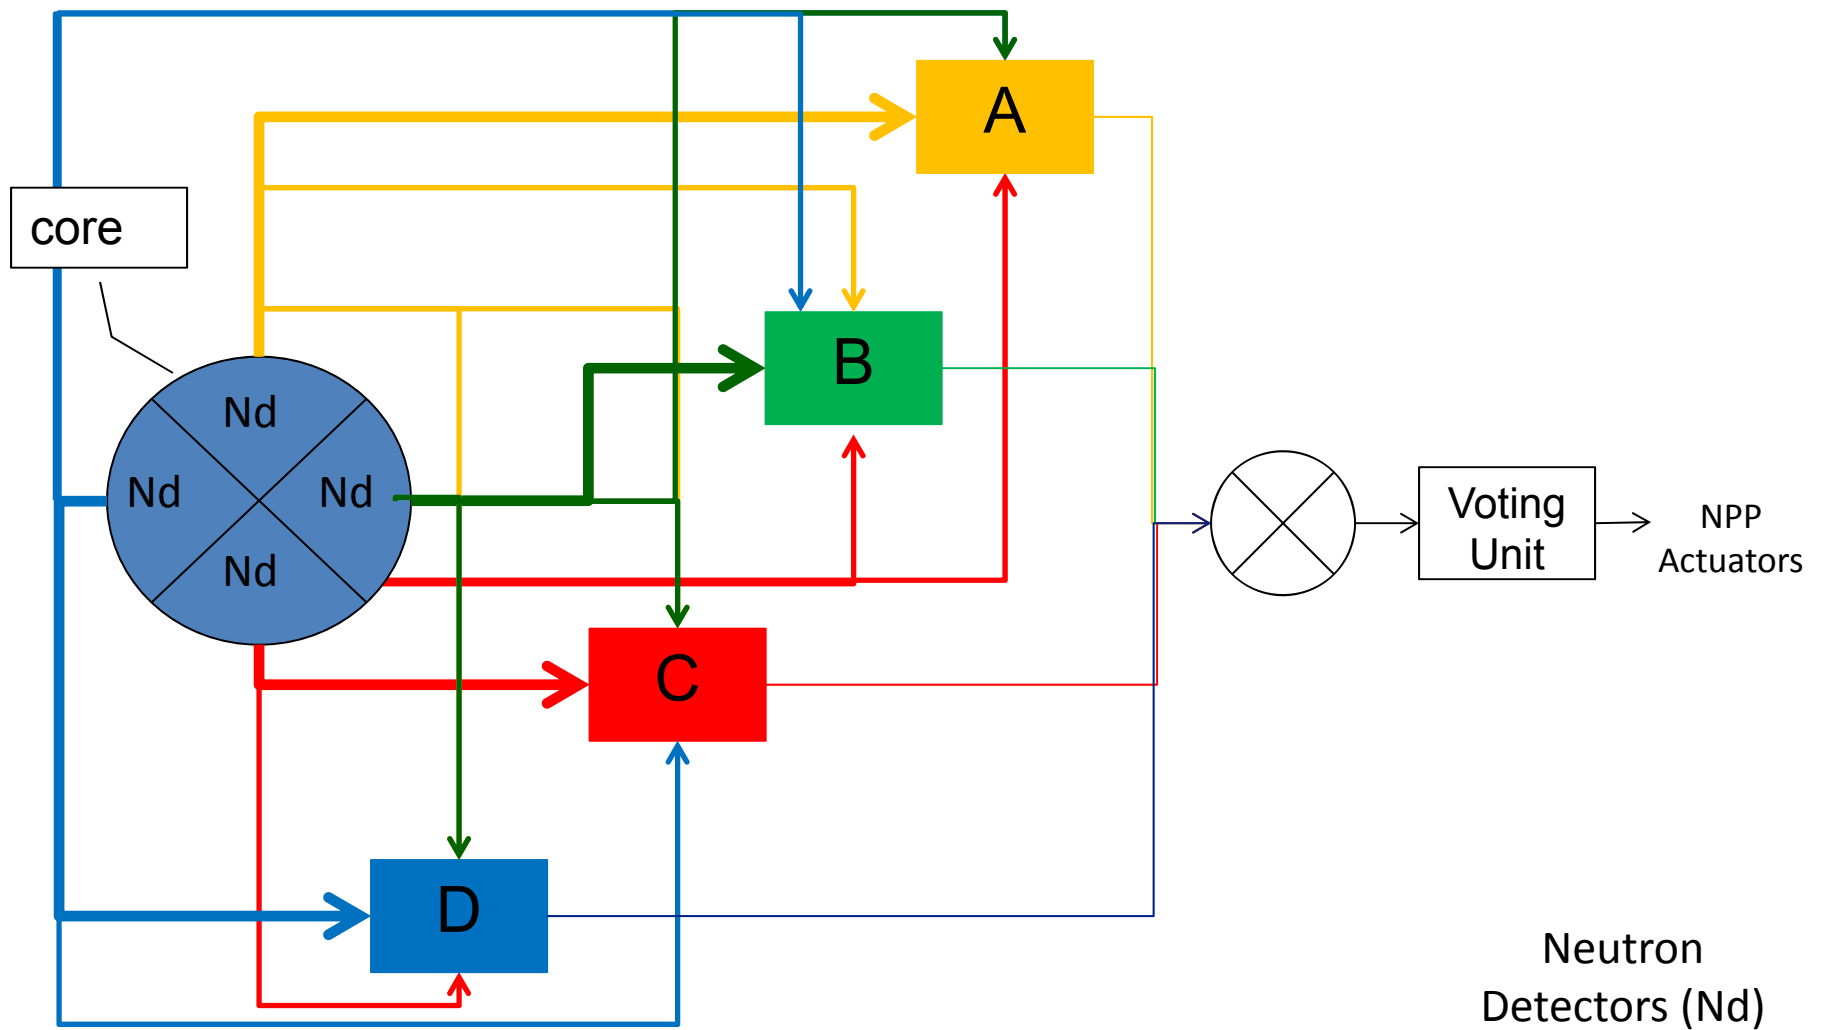 A
core
B
Nd
Nd
Nd
Nd
Voting
Unit
NPP
Actuators
C
D
Neutron
Detectors (Nd)